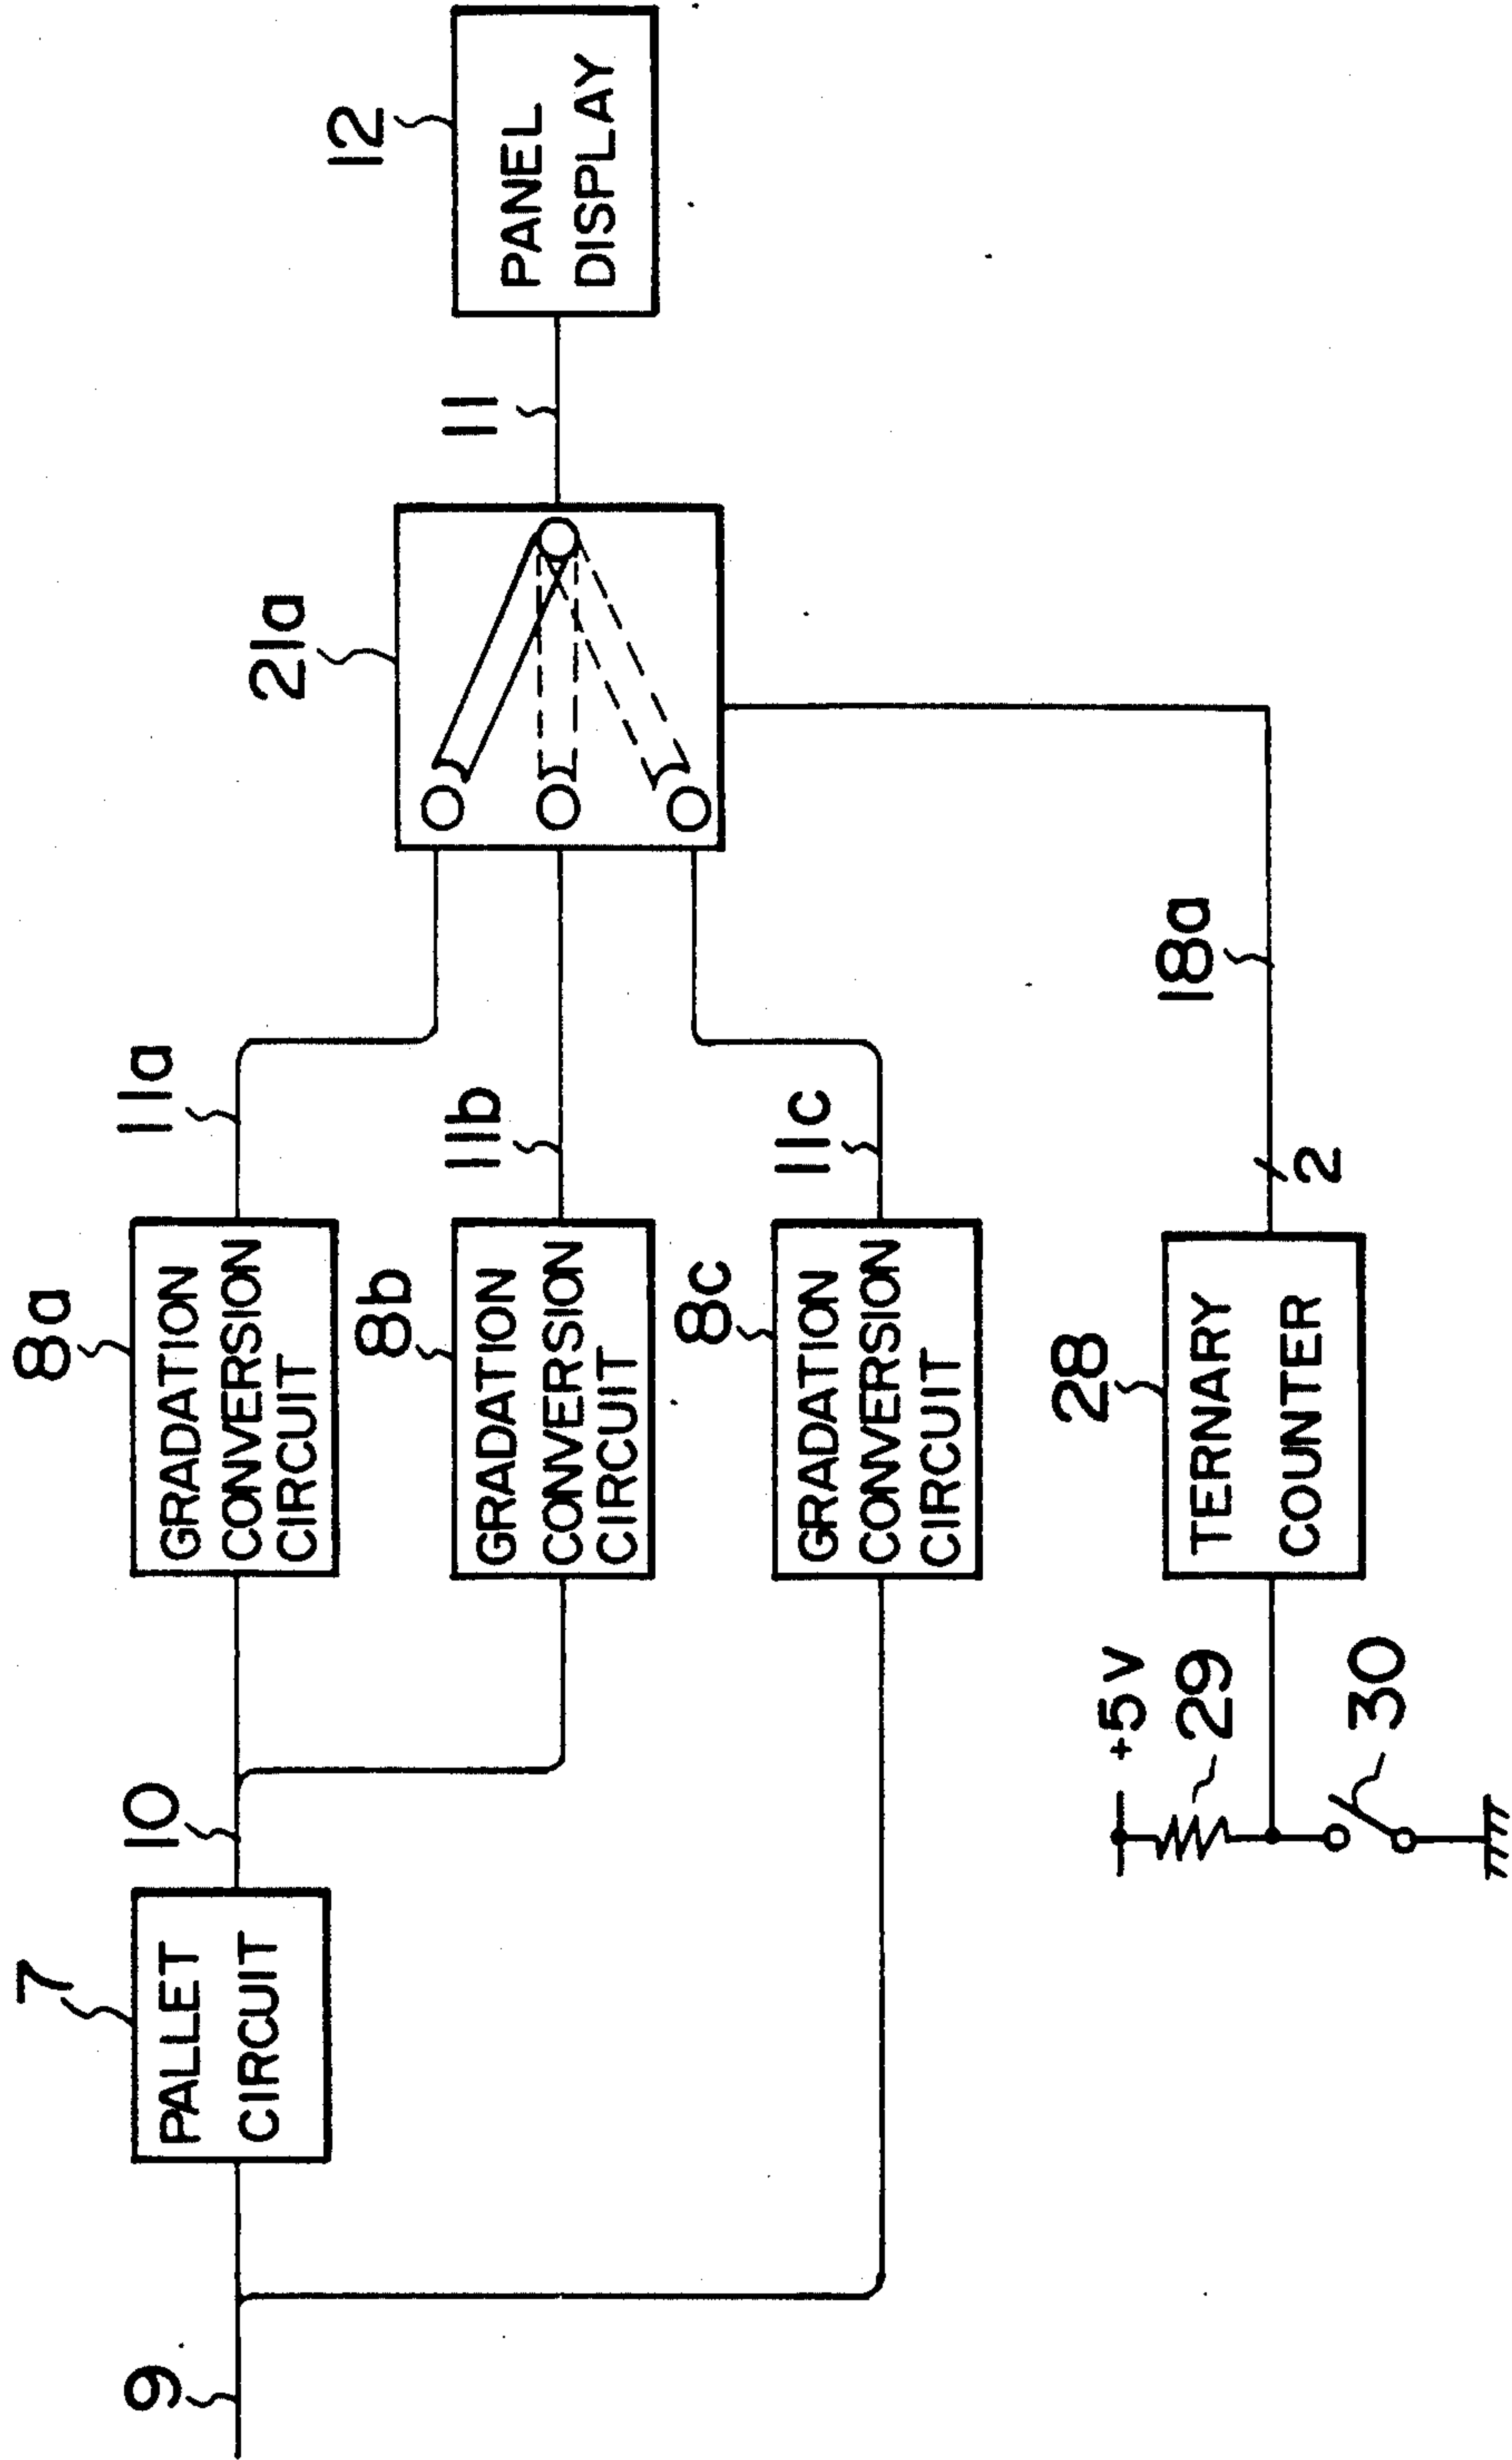 9
7
PALLET
CIRCUIT
10
8a
GRADATION
CONVERSION
CIRCUIT
11a
8b
GRADATION
CONVERSION
CIRCUIT
11b
8c
GRADATION
CONVERSION
CIRCUIT
11c
21a
11
12
PANEL
DISPLAY
+5V
29
30
28
TERNARY
COUNTER
2
18a